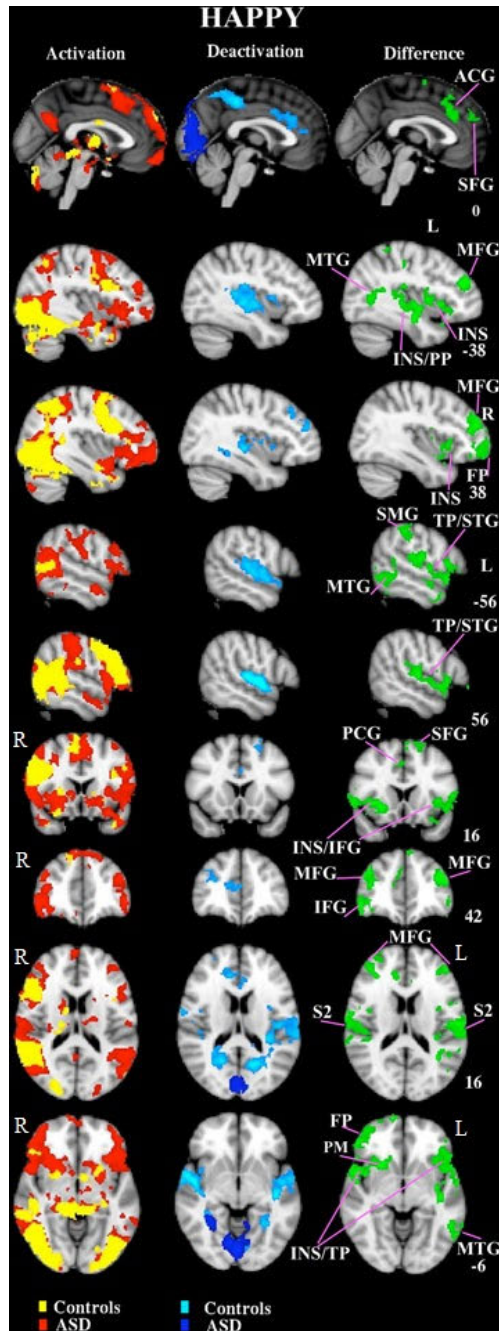 HAPPY
Activation Deactivation Difference
ACG
SFG
0
L
MTG MFG
INS
-38
INS/PP
MFG
R
FP
38
INS
SMG TP/STG
L
MTG
-56
TP/STG
56
R PCG SFG
16
INS/IFG
R MFG MFG
IFG
42
R MFG L
S2 S2
16
R FP L
PM
INS/TP MTG
-6
Controls Controls
ASD ASD